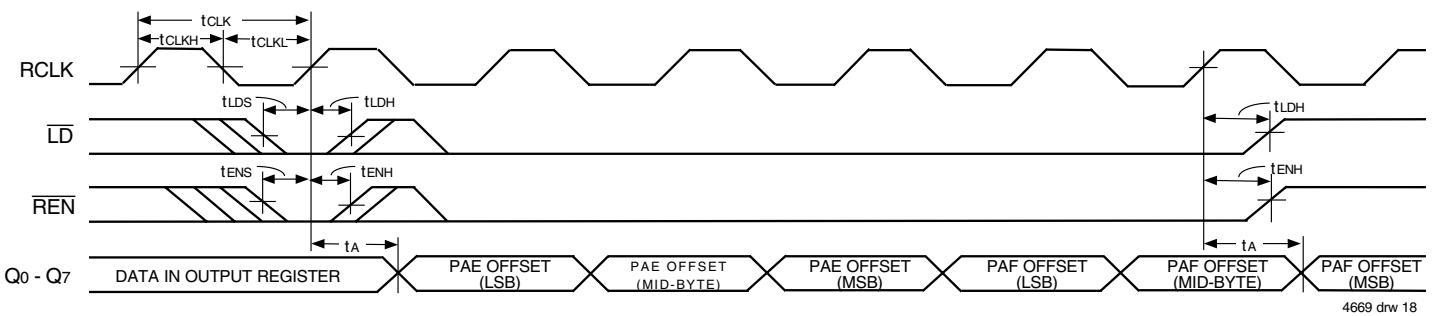 tCLK
tCLKH
tCLKL
RCLK
tLDS
tLDH
tLDH
LD
tENS
tENH
tENH
REN
tA
tA
Q0 - Q7
DATA IN OUTPUT REGISTER
PAE OFFSET
(LSB)
PAE OFFSET
(MID-BYTE)
PAE OFFSET
(MSB)
PAF OFFSET
(LSB)
PAF OFFSET
(MID-BYTE)
PAF OFFSET
(MSB)
4669 drw 18